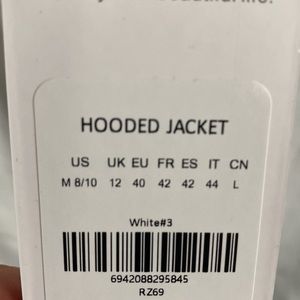 HOODED JACKET
US UK EU FR ES IT CN
M 8/10 12 40 42 42 44 L
White#3
6942088295845
RZ69